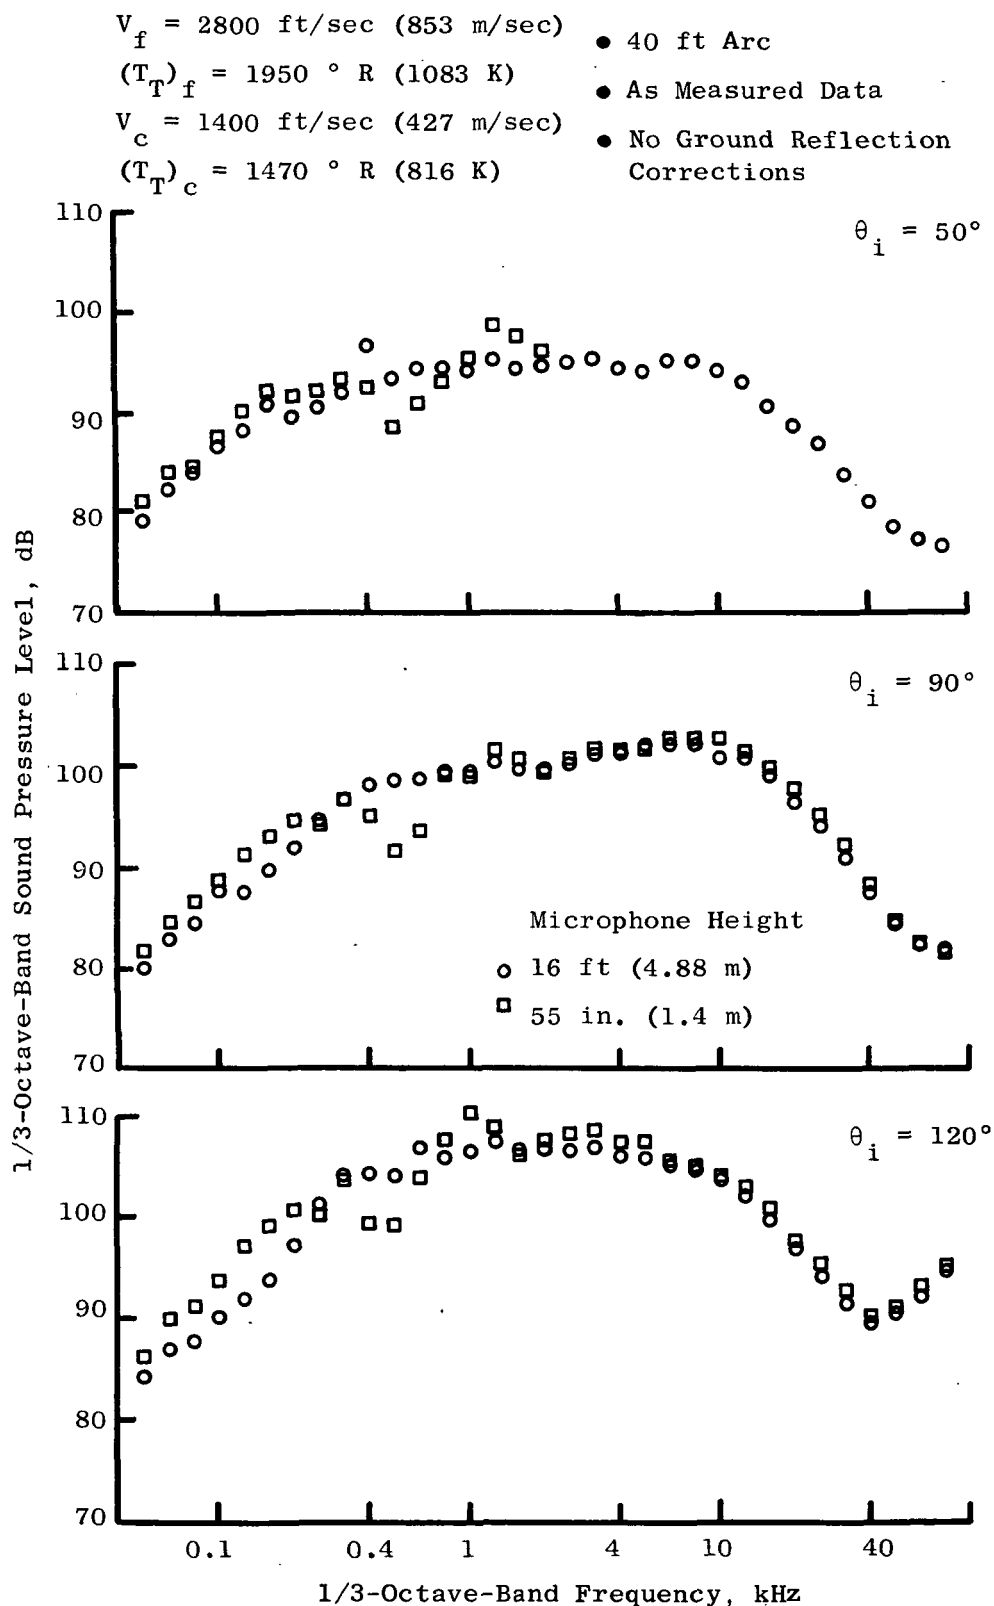 V_f = 2800 ft/sec (853 m/sec)
(T_T)_f = 1950 ° R (1083 K)
V_c = 1400 ft/sec (427 m/sec)
(T_T)_c = 1470 ° R (816 K)
● 40 ft Arc
● As Measured Data
● No Ground Reflection
Corrections
θ_i = 50°
110
100
90
80
70
θ_i = 90°
110
100
90
80
70
Microphone Height
○ 16 ft (4.88 m)
□ 55 in. (1.4 m)
θ_i = 120°
110
100
90
80
70
1/3-Octave-Band Sound Pressure Level, dB
0.1 0.4 1 4 10 40
1/3-Octave-Band Frequency, kHz